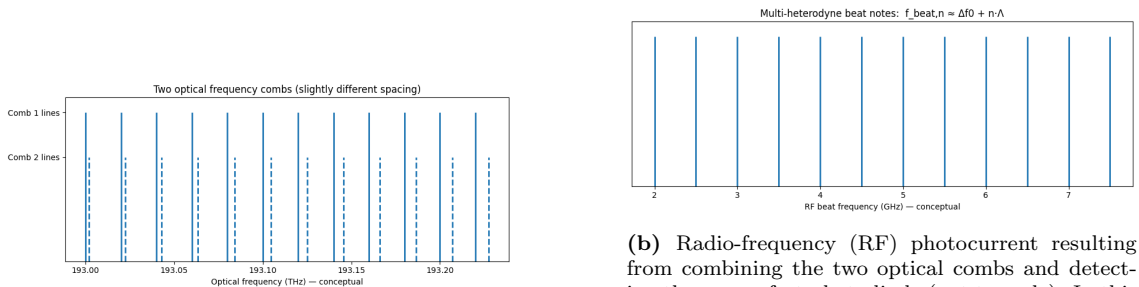 Two optical frequency combs (slightly different spacing)
Comb 1 lines
Comb 2 lines
193.00 193.05 193.10 193.15 193.20
Optical frequency (THz) — conceptual
Multi-heterodyne beat notes: f_beat,n ≈ Δf0 + n·Λ
2 3 4 5 6 7
RF beat frequency (GHz) — conceptual
(b) Radio-frequency (RF) photocurrent resulting
from combining the two optical combs and detect-